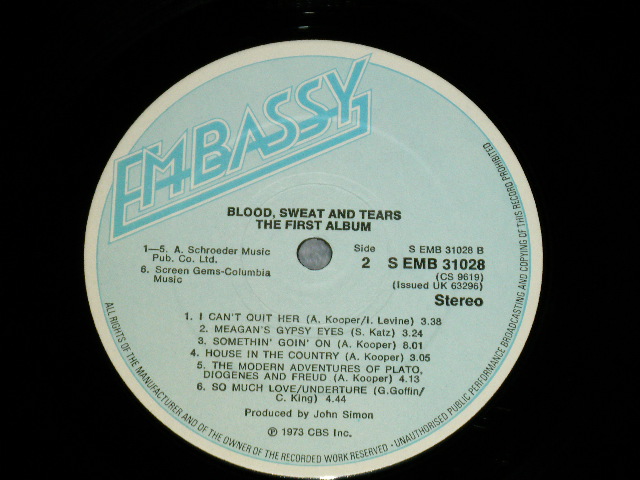 EMBASSY
BLOOD, SWEAT AND TEARS
THE FIRST ALBUM
1—5. A. Schroeder Music
Pub. Co. Ltd.
6. Screen Gems-Columbia
Music
Side
2
S EMB 31028 B
S EMB 31028
(CS 9619)
(Issued UK 63296)
Stereo
1. I CAN'T QUIT HER (A. Kooper/I. Levine) 3.38
2. MEAGAN'S GYPSY EYES (S. Katz) 3.24
3. SOMETHIN' GOIN' ON (A. Kooper) 8.01
4. HOUSE IN THE COUNTRY (A. Kooper) 3.05
5. THE MODERN ADVENTURES OF PLATO,
DIOGENES AND FREUD (A. Kooper) 4.13
6. SO MUCH LOVE/UNDERTURE (G.Goffin/
C. King) 4.44
Produced by John Simon
℗ 1973 CBS Inc.
ALL RIGHTS OF THE MANUFACTURER AND OF THE OWNER OF THE RECORDED WORK RESERVED - UNAUTHORISED PUBLIC PERFORMANCE BROADCASTING AND COPYING OF THIS RECORD PROHIBITED